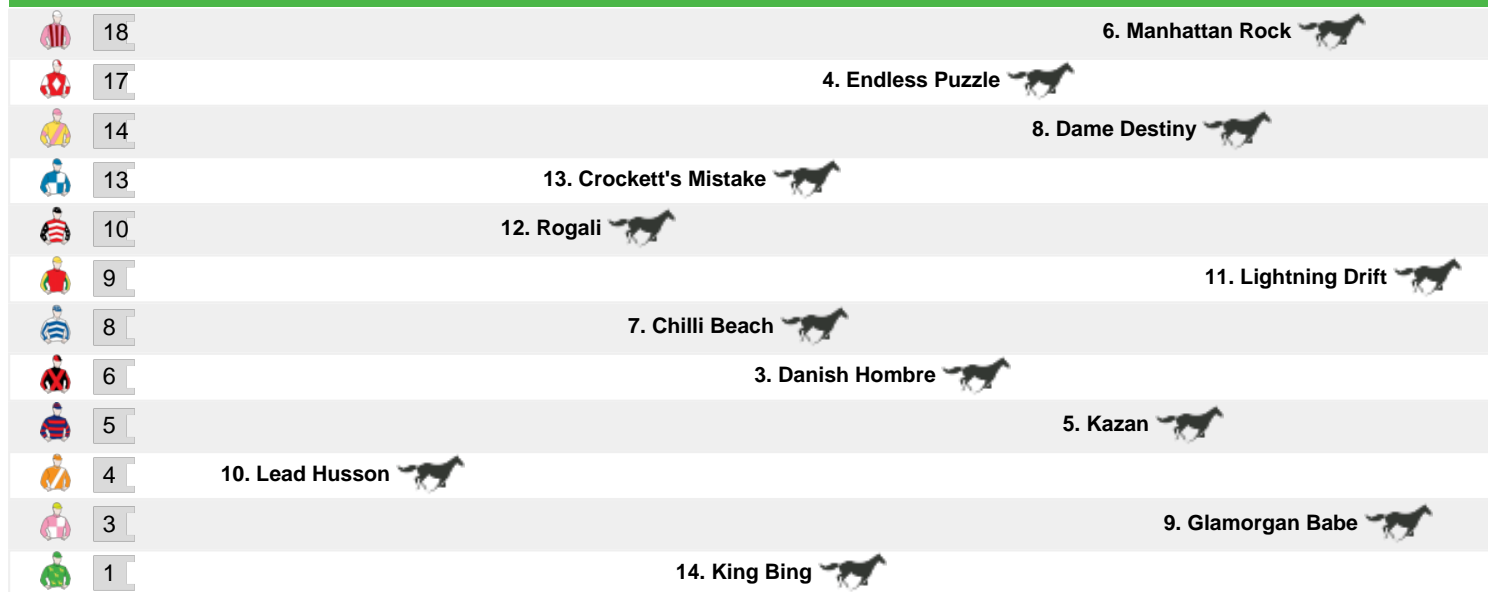 18 6. Manhattan Rock
17 4. Endless Puzzle
14 8. Dame Destiny
13 13. Crockett's Mistake
10 12. Rogali
9 11. Lightning Drift
8 7. Chilli Beach
6 3. Danish Hombre
5 5. Kazan
4 10. Lead Husson
3 9. Glamorgan Babe
1 14. King Bing